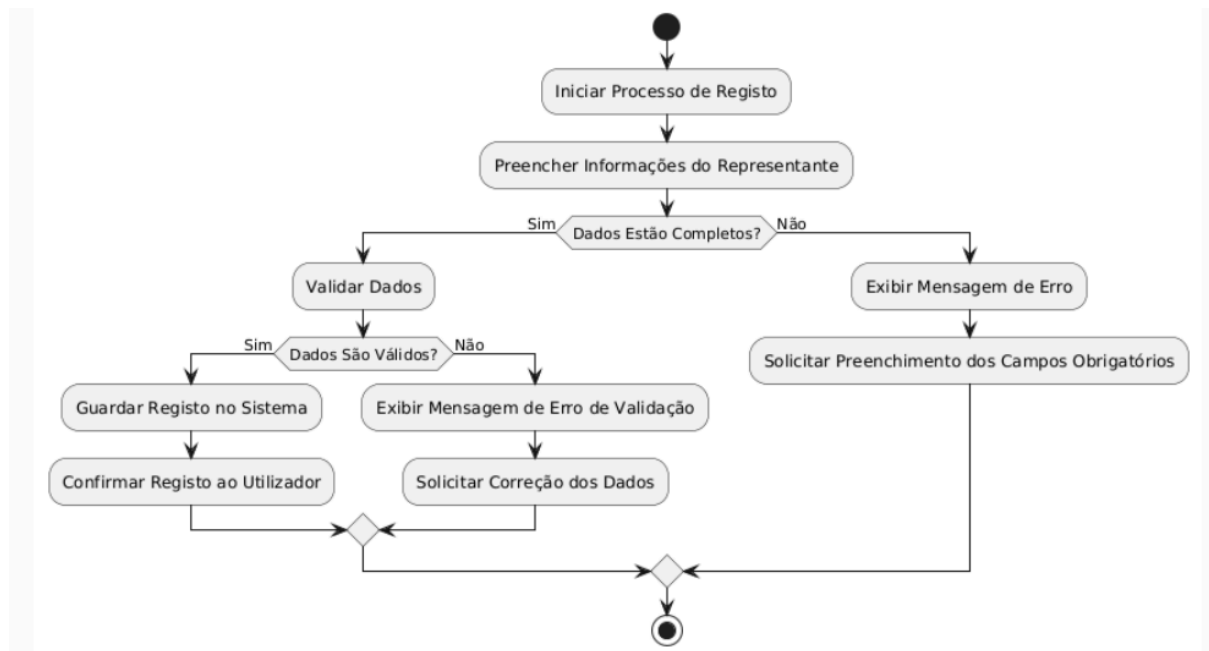 Iniciar Processo de Registo
Preencher Informações do Representante
Sim
Dados Estão Completos?
Não
Validar Dados
Exibir Mensagem de Erro
Sim
Dados São Válidos?
Não
Solicitar Preenchimento dos Campos Obrigatórios
Guardar Registo no Sistema
Exibir Mensagem de Erro de Validação
Confirmar Registo ao Utilizador
Solicitar Correção dos Dados